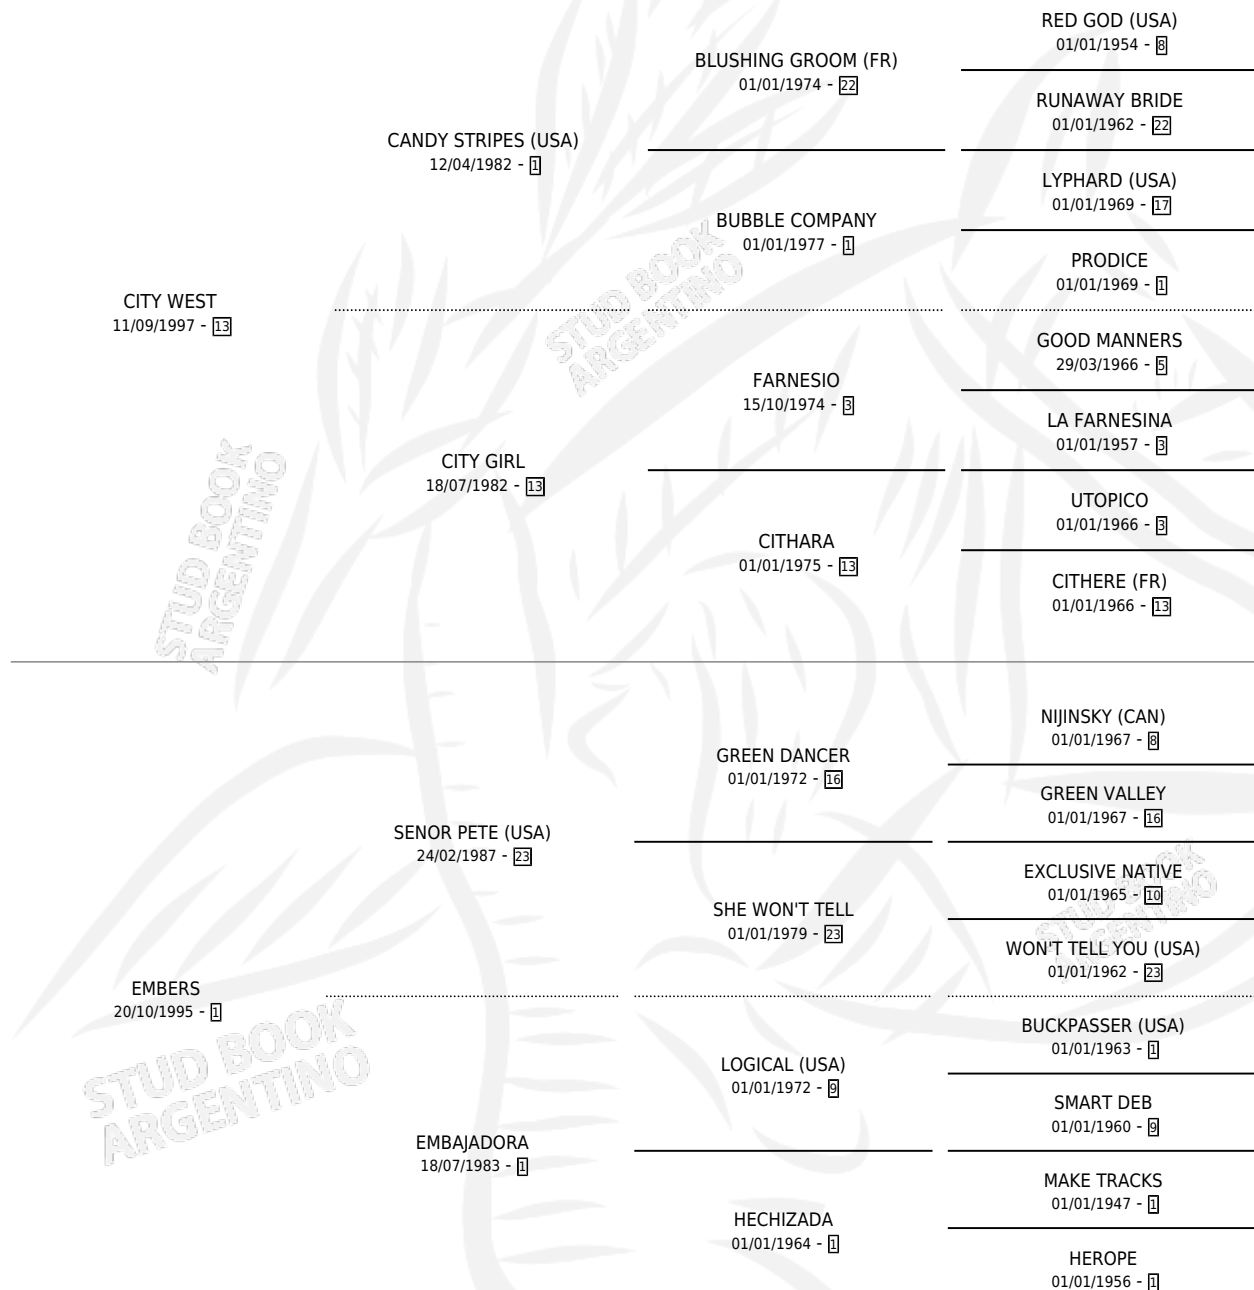 RED GOD (USA)
01/01/1954 - 8
BLUSHING GROOM (FR)
01/01/1974 - 22
RUNAWAY BRIDE
01/01/1962 - 22
CANDY STRIPES (USA)
12/04/1982 - 1
LYPHARD (USA)
01/01/1969 - 17
BUBBLE COMPANY
01/01/1977 - 1
PRODICE
01/01/1969 - 1
CITY WEST
11/09/1997 - 13
GOOD MANNERS
29/03/1966 - 5
FARNESIO
15/10/1974 - 3
LA FARNESINA
01/01/1957 - 3
CITY GIRL
18/07/1982 - 13
UTOPICO
01/01/1966 - 3
CITHARA
01/01/1975 - 13
CITHERE (FR)
01/01/1966 - 13
NIJINSKY (CAN)
01/01/1967 - 8
GREEN DANCER
01/01/1972 - 16
GREEN VALLEY
01/01/1967 - 16
SENOR PETE (USA)
24/02/1987 - 23
EXCLUSIVE NATIVE
01/01/1965 - 10
SHE WON'T TELL
01/01/1979 - 23
WON'T TELL YOU (USA)
01/01/1962 - 23
EMBERS
20/10/1995 - 1
BUCKPASSER (USA)
01/01/1963 - 1
LOGICAL (USA)
01/01/1972 - 9
SMART DEB
01/01/1960 - 9
EMBAJADORA
18/07/1983 - 1
MAKE TRACKS
01/01/1947 - 1
HECHIZADA
01/01/1964 - 1
HEROPE
01/01/1956 - 1
STUD BOOK
ARGENTINO
STUD BOOK
ARGENTINO
STUD BOOK
ARGENTINO
STUD BOOK
ARGENTINO